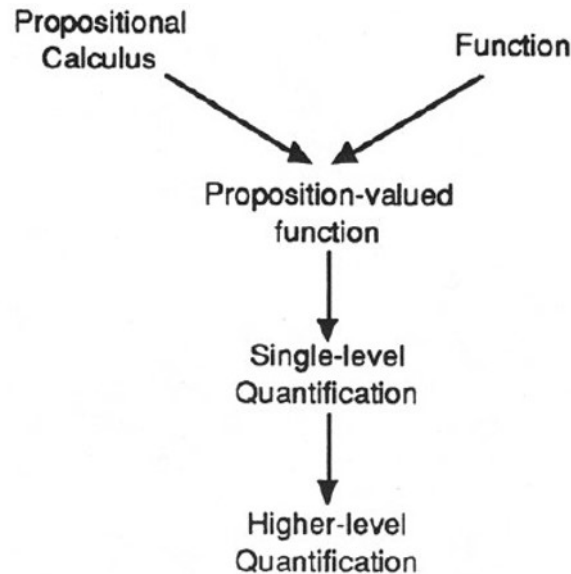 Propositional
Calculus
Function
Proposition-valued
function
Single-level
Quantification
Higher-level
Quantification